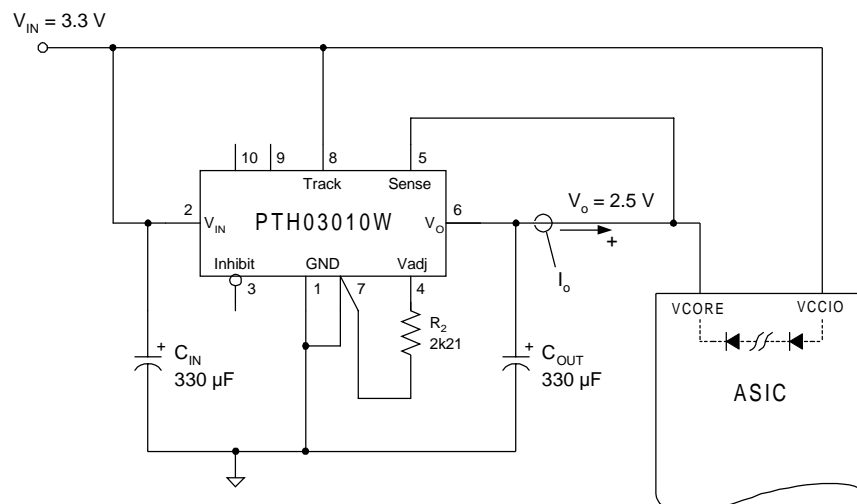 V_IN = 3.3 V
10
9
8
5
Track
Sense
2
V_IN
PTH03010W
V_O
6
V_o = 2.5 V
+
I_o
Inhibit
GND
Vadj
3
1
7
4
R_2
2k21
+
C_IN
330 µF
+
C_OUT
330 µF
VCORE
VCCIO
ASIC